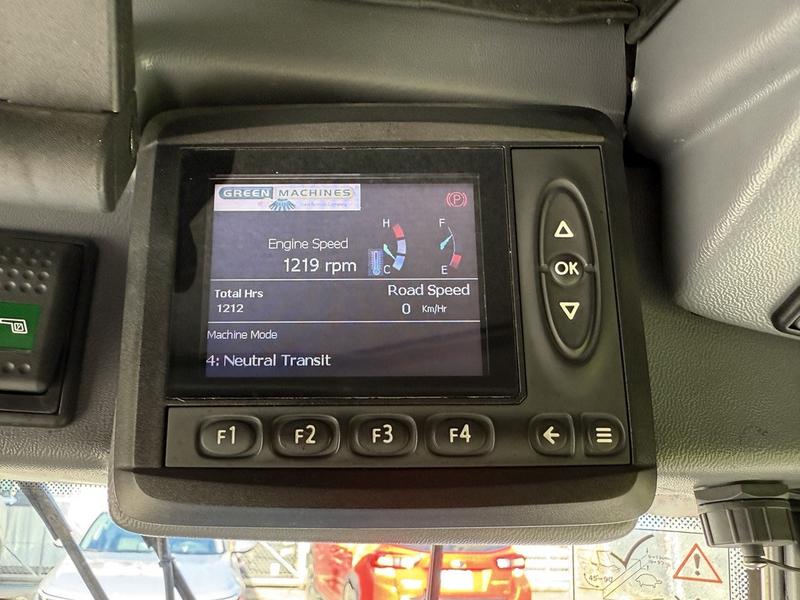 GREEN MACHINES
P
Engine Speed
1219 rpm
H
C
F
E
Total Hrs
1212
Road Speed
0 Km/Hr
Machine Mode
4: Neutral Transit
OK
F1
F2
F3
F4